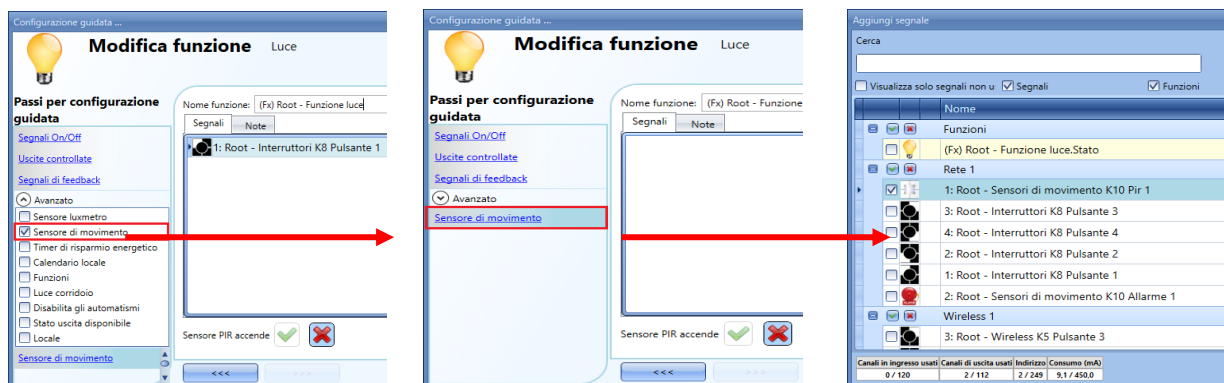 Configurazione guidata ...
Modifica funzione Luce
Passi per configurazione
guidata
Segnali On/Off
Uscite controllate
Segnali di feedback
Avanzato
Sensore luxmetro
Sensore di movimento
Timer di risparmio energetico
Calendario locale
Funzioni
Luce corridoio
Disabilita gli automatismi
Stato uscita disponibile
Locale
Sensore di movimento
Nome funzione: (Fx) Root - Funzione luce
Segnali Note
1: Root - Interruttori K8 Pulsante 1
Sensore PIR accende
<<< >>>
Configurazione guidata ...
Modifica funzione Luce
Passi per configurazione
guidata
Segnali On/Off
Uscite controllate
Segnali di feedback
Avanzato
Sensore di movimento
Nome funzione: (Fx) Root - Funzione
Segnali Note
Sensore PIR accende
<<< >>>
Aggiungi segnale
Cerca
Visualizza solo segnali non u Segnali Funzioni
Nome
Funzioni
(Fx) Root - Funzione luce.Stato
Rete 1
1: Root - Sensori di movimento K10 Pir 1
3: Root - Interruttori K8 Pulsante 3
4: Root - Interruttori K8 Pulsante 4
2: Root - Interruttori K8 Pulsante 2
1: Root - Interruttori K8 Pulsante 1
2: Root - Sensori di movimento K10 Allarme 1
Wireless 1
3: Root - Wireless K5 Pulsante 3
Canali in ingresso usati Canali di uscita usati Indirizzo Consumo (mA)
0 / 120 2 / 112 2 / 249 9,1 / 450,0